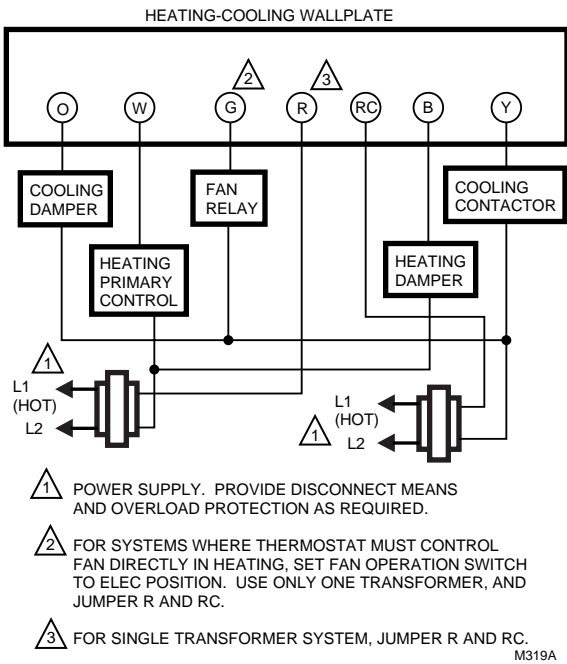 HEATING-COOLING WALLPLATE
2
3
O
W
G
R
RC
B
Y
COOLING
DAMPER
FAN
RELAY
COOLING
CONTACTOR
HEATING
PRIMARY
CONTROL
HEATING
DAMPER
1
L1
(HOT)
L2
L1
(HOT)
1
L2
1 POWER SUPPLY. PROVIDE DISCONNECT MEANS
AND OVERLOAD PROTECTION AS REQUIRED.
2 FOR SYSTEMS WHERE THERMOSTAT MUST CONTROL
FAN DIRECTLY IN HEATING, SET FAN OPERATION SWITCH
TO ELEC POSITION. USE ONLY ONE TRANSFORMER, AND
JUMPER R AND RC.
3 FOR SINGLE TRANSFORMER SYSTEM, JUMPER R AND RC.
M319A